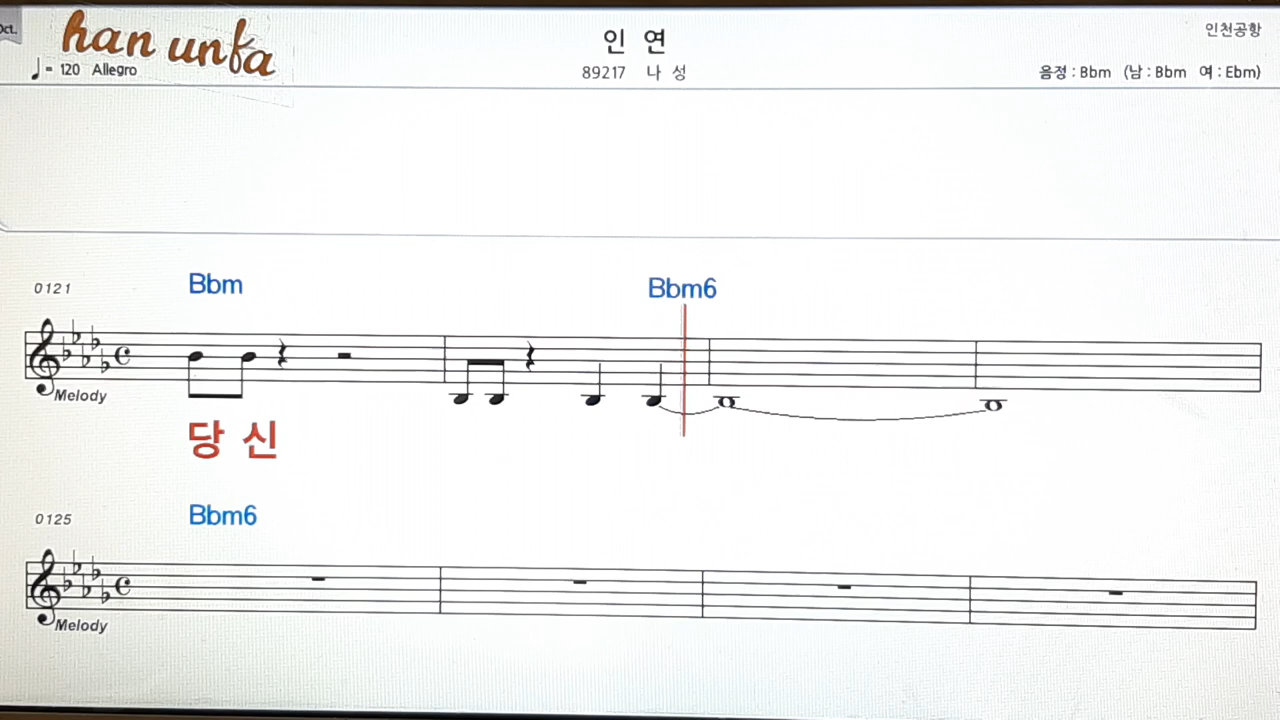 Oct.
han unfa
인 연
인천공항
♩= 120 Allegro
89217 나 성
음정 : Bbm (남 : Bbm 여 : Ebm)
0121
Bbm
Bbm6
Melody
당 신
0125
Bbm6
Melody